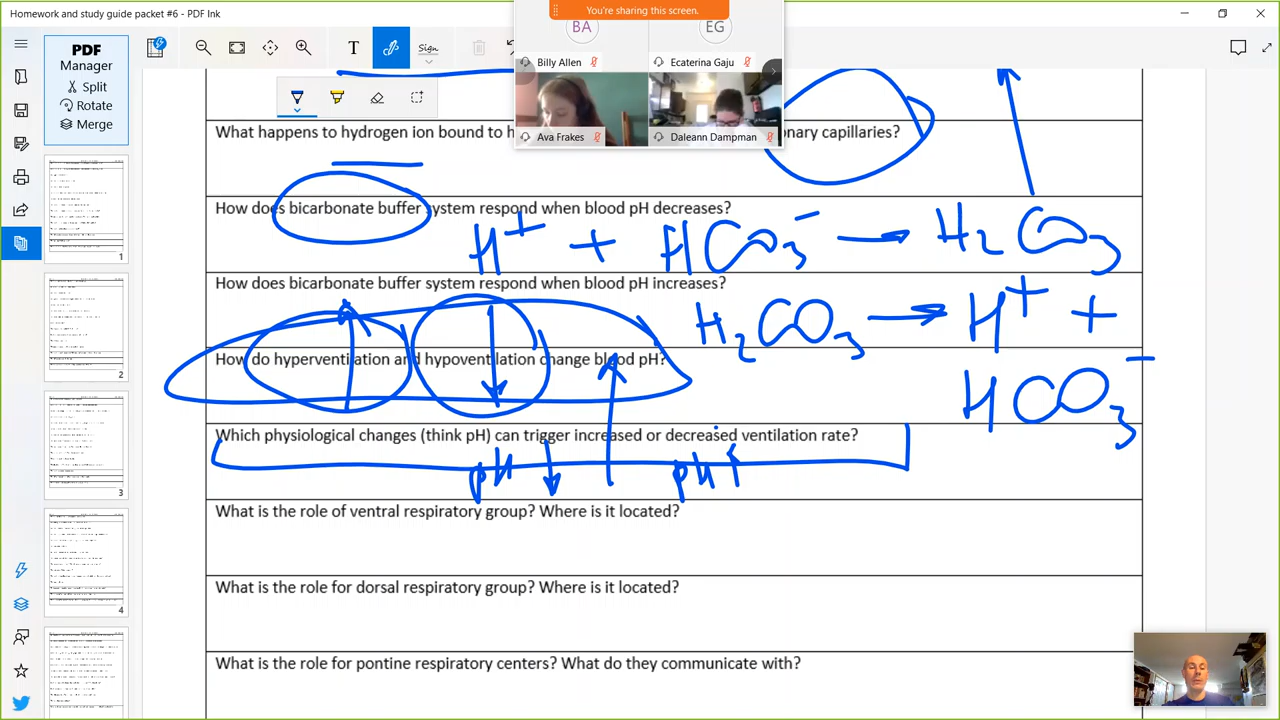 Homework and study guide packet #6 - PDF Ink
You're sharing this screen.
PDF
Manager
Split
Rotate
Merge
T
Sign
BA
EG
Billy Allen
Ecaterina Gaju
Ava Frakes
Daleann Dampman
1
2
3
4
What happens to hydrogen ion bound to h
onary capillaries?
How does bicarbonate buffer system respond when blood pH decreases?
H+ + HCO3- → H2CO3
How does bicarbonate buffer system respond when blood pH increases?
H2CO3 → H+ +
HCO3-
How do hyperventilation and hypoventilation change blood pH?
Which physiological changes (think pH) can trigger increased or decreased ventilation rate?
pH ↓ pH ↑
What is the role of ventral respiratory group? Where is it located?
What is the role for dorsal respiratory group? Where is it located?
What is the role for pontine respiratory centers? What do they communicate with?